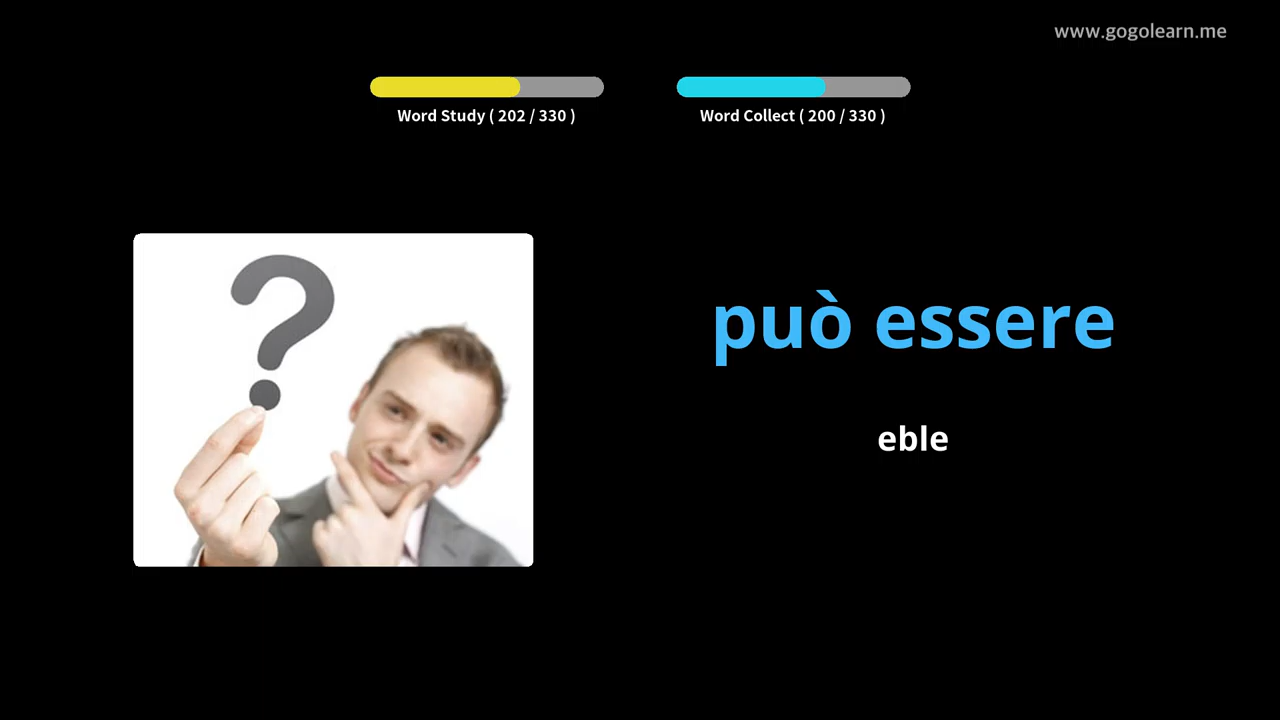 www.gogolearn.me
Word Study ( 202 / 330 )
Word Collect ( 200 / 330 )
?
può essere
eble